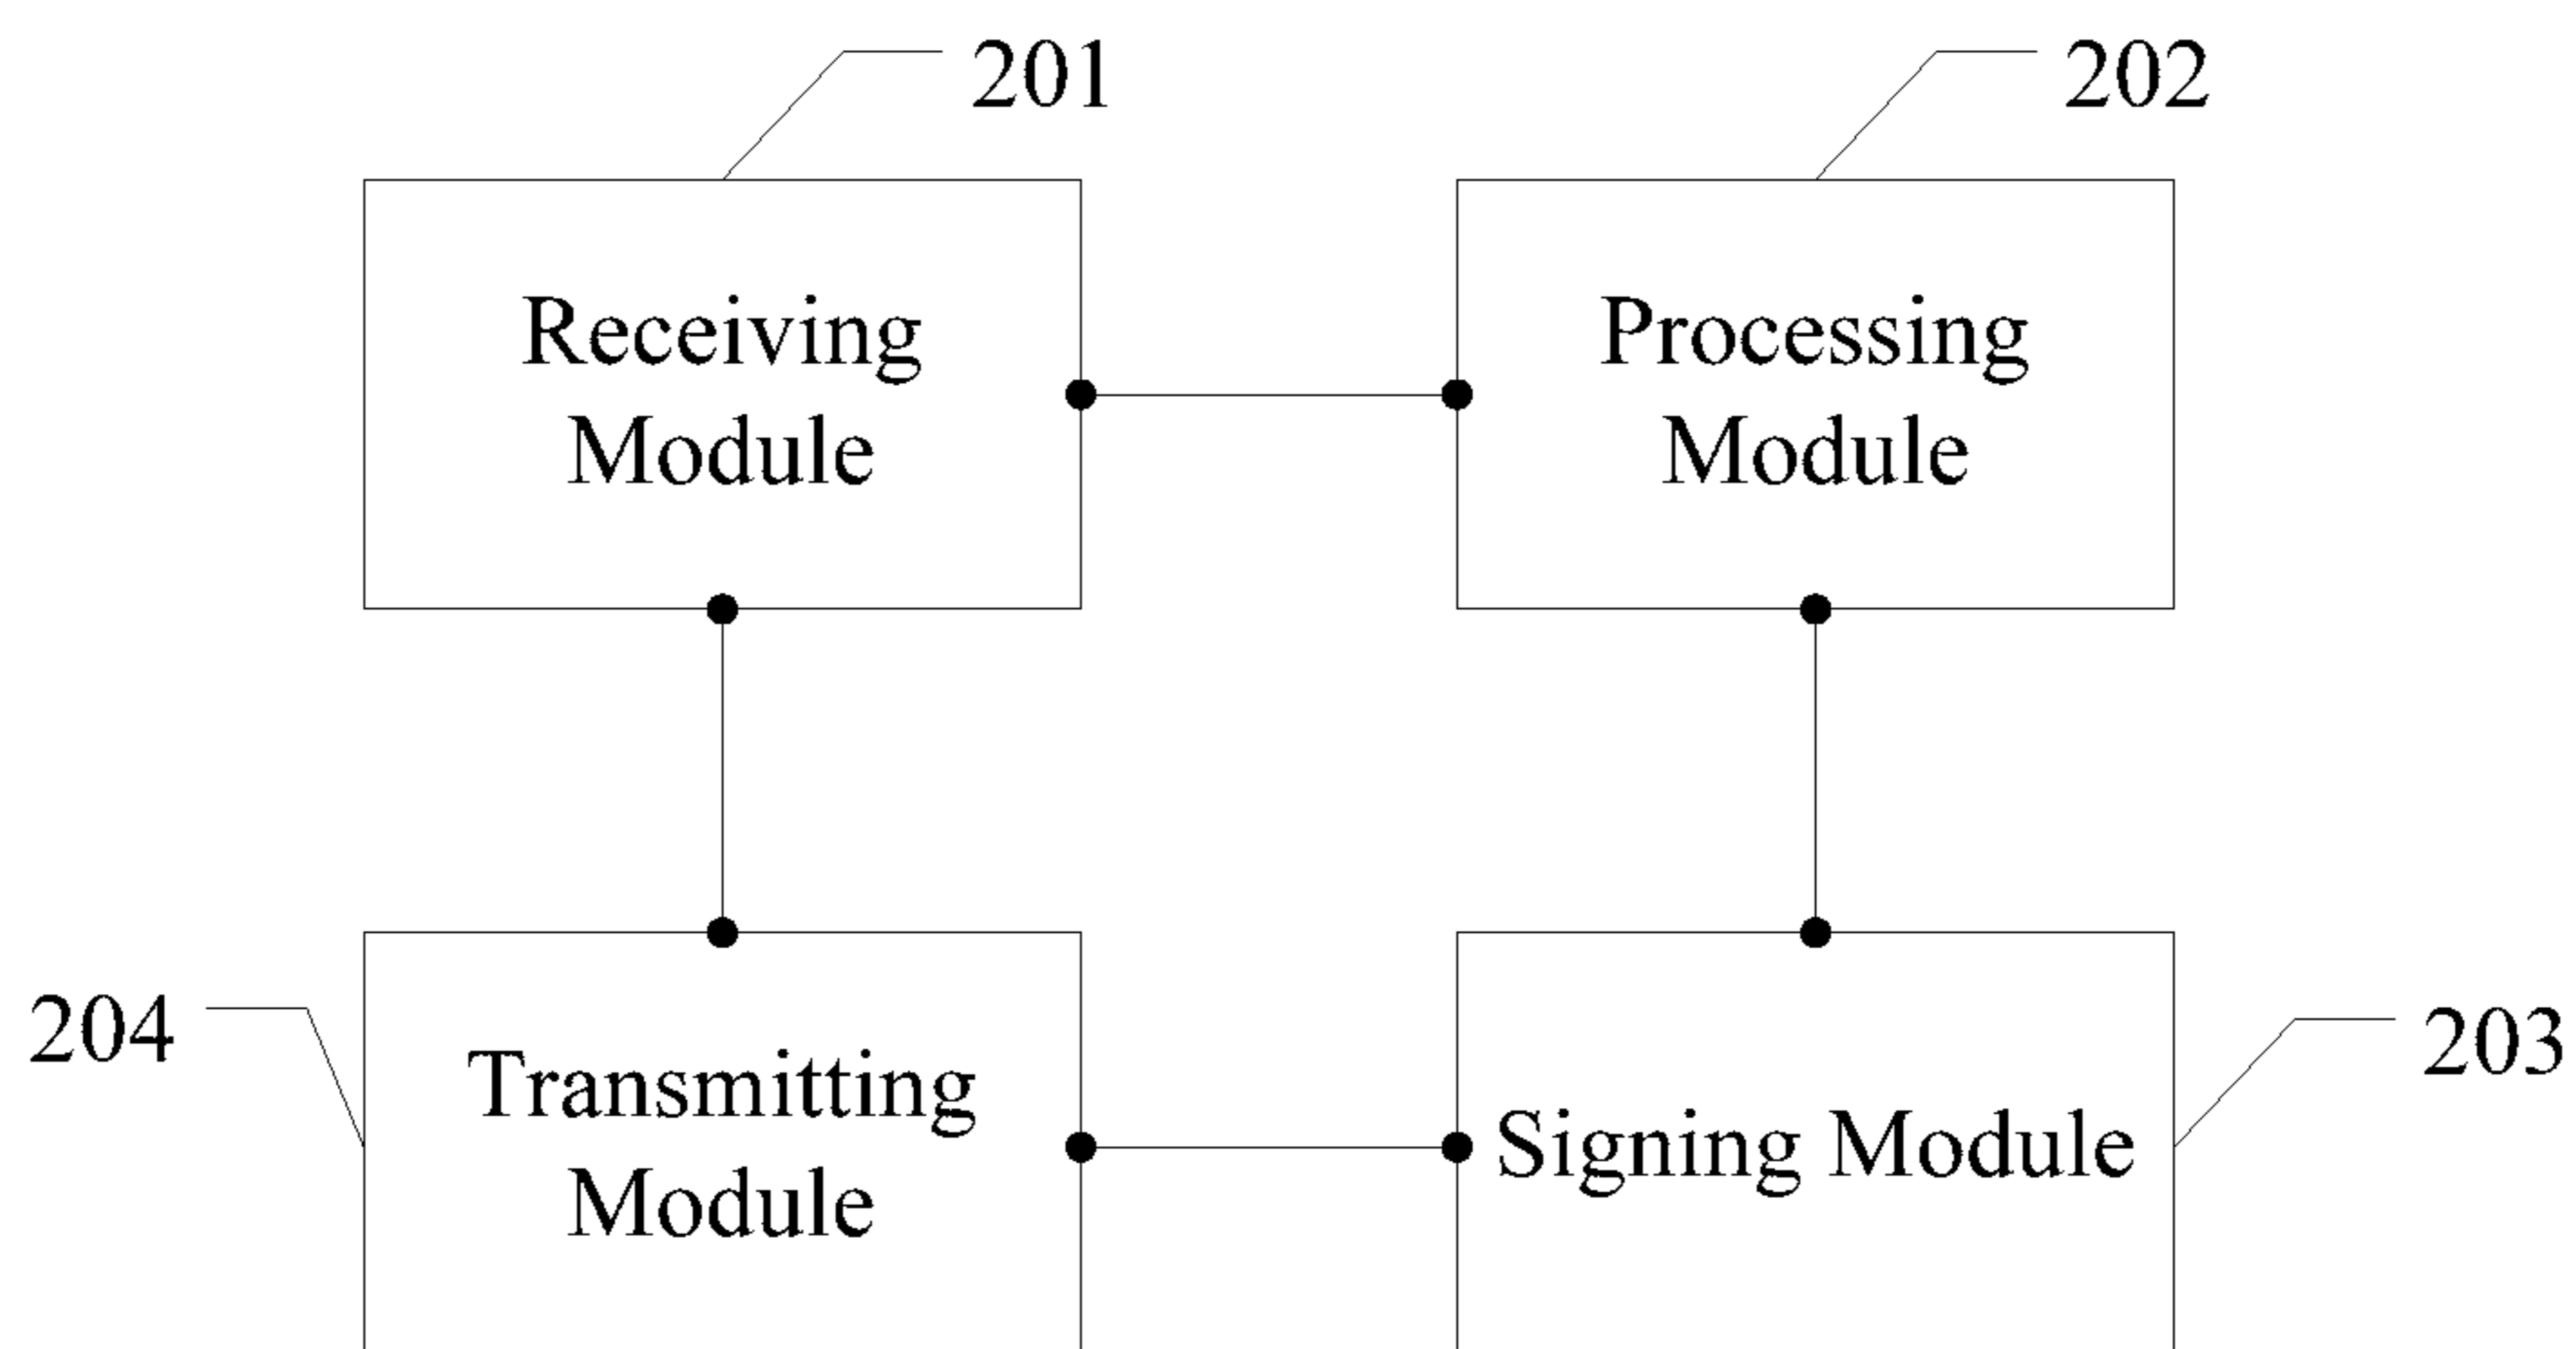 201
202
Receiving
Module
Processing
Module
204
203
Transmitting
Module
Signing Module